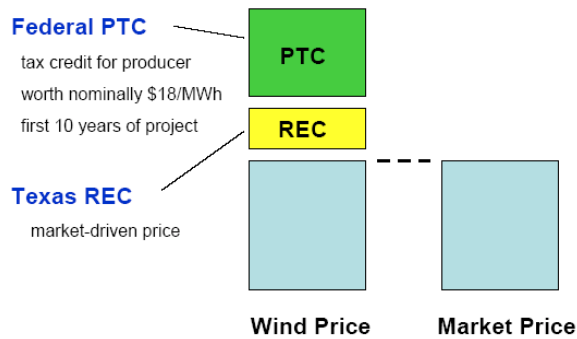 Federal PTC
tax credit for producer
worth nominally $18/MWh
first 10 years of project
Texas REC
market-driven price
PTC
REC
Wind Price
Market Price